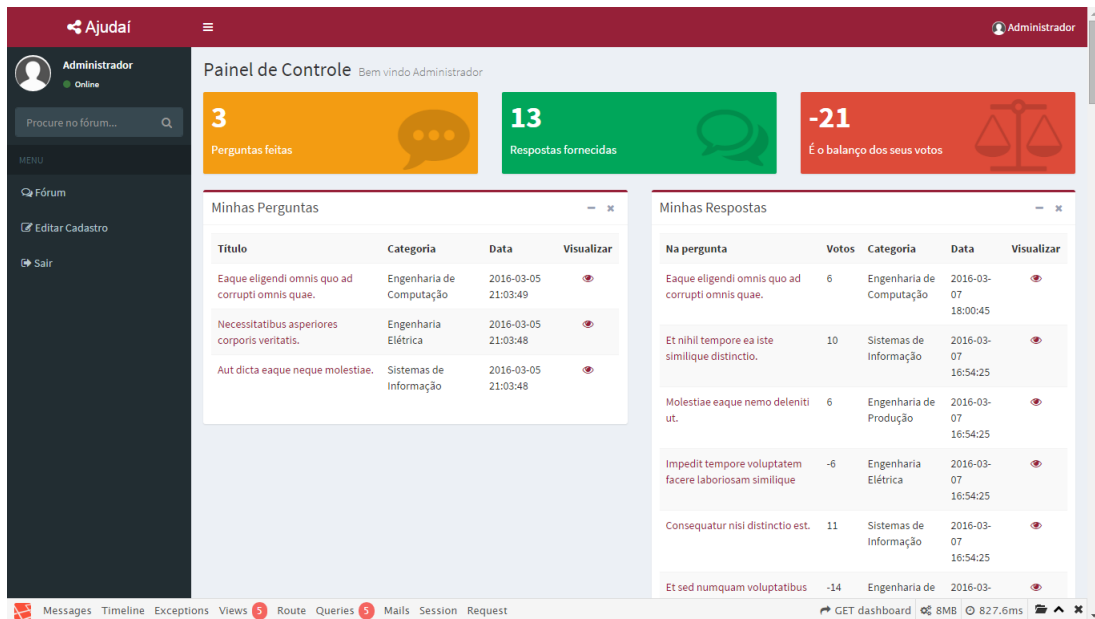 Ajudaí
Administrador
Administrador
Online
Procure no fórum...
MENU
Fórum
Editar Cadastro
Sair
Painel de Controle Bem vindo Administrador
3
Perguntas feitas
13
Respostas fornecidas
-21
É o balanço dos seus votos
Minhas Perguntas
Título Categoria Data Visualizar
Eaque eligendi omnis quo ad Engenharia de 2016-03-05
corrupti omnis quae. Computação 21:03:49
Necessitatibus asperiores Engenharia 2016-03-05
corporis veritatis. Elétrica 21:03:48
Aut dicta eaque neque molestiae. Sistemas de 2016-03-05
Informação 21:03:48
Minhas Respostas
Na pergunta Votos Categoria Data Visualizar
Eaque eligendi omnis quo ad 6 Engenharia de 2016-03-
corrupti omnis quae. Computação 07
18:00:45
Et nihil tempore ea iste 10 Sistemas de 2016-03-
similique distinctio. Informação 07
16:54:25
Molestiae eaque nemo deleniti 6 Engenharia de 2016-03-
ut. Produção 07
16:54:25
Impedit tempore voluptatem -6 Engenharia 2016-03-
facere laboriosam similique Elétrica 07
16:54:25
Consequatur nisi distinctio est. 11 Sistemas de 2016-03-
Informação 07
16:54:25
Et sed numquam voluptatibus -14 Engenharia de 2016-03-
Messages Timeline Exceptions Views 5 Route Queries 5 Mails Session Request GET dashboard 8MB 827.6ms